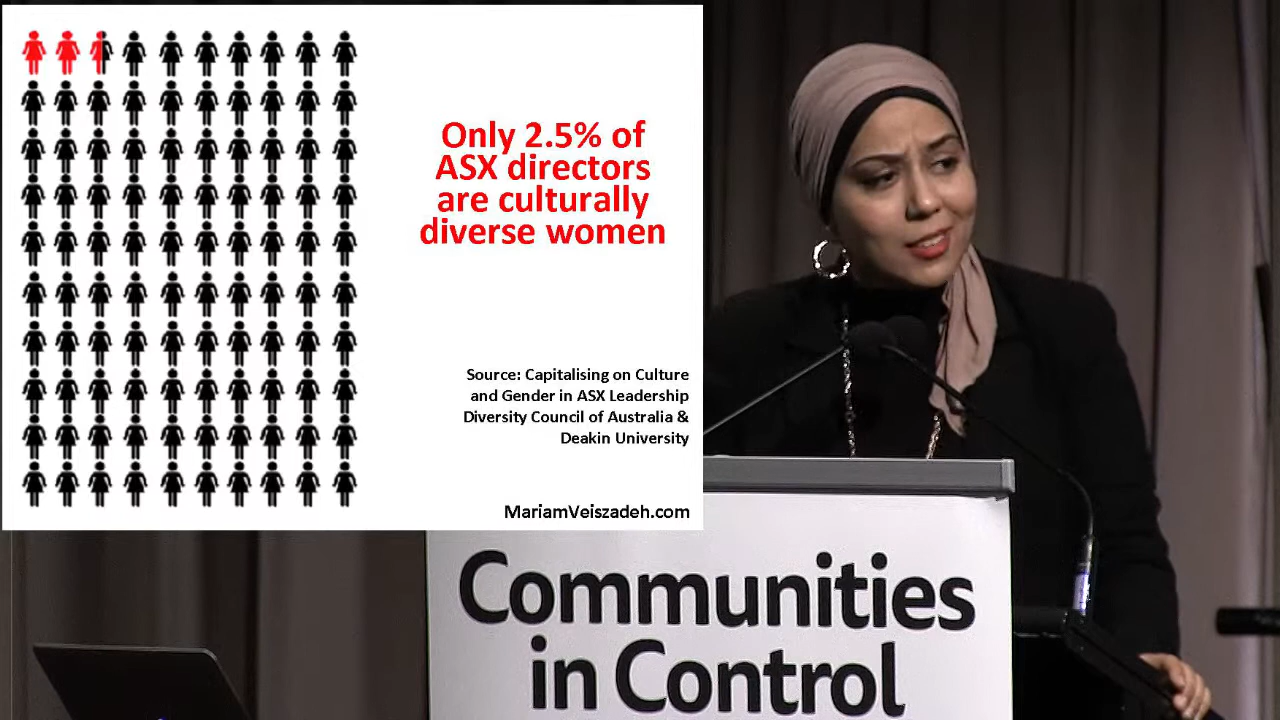 Only 2.5% of
ASX directors
are culturally
diverse women
Source: Capitalising on Culture
and Gender in ASX Leadership
Diversity Council of Australia &
Deakin University
MariamVeiszadeh.com
Communities
in Control